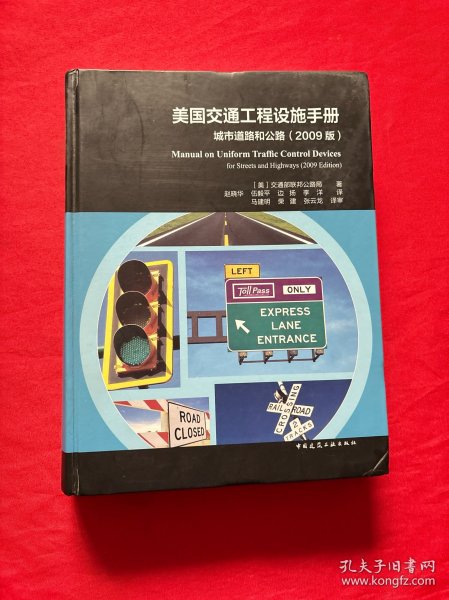 美国交通工程设施手册
城市道路和公路（2009 版）
Manual on Uniform Traffic Control Devices
for Streets and Highways (2009 Edition)
［美］交通部联邦公路局　著
赵晓华　伍毅平　边 扬　李 洋　译
马建明　荣 建　张云龙　译审
LEFT
Toll Pass ONLY
EXPRESS
LANE
ENTRANCE
ROAD
CLOSED
RAIL ROAD
CROSSING
2
TRACKS
中国建筑工业出版社
孔夫子旧书网
www.kongfz.com